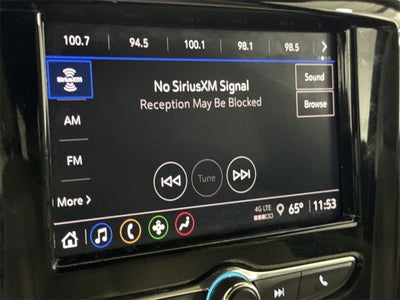 100.7 94.5 100.1 98.1 98.5
SiriusXM
No SiriusXM Signal
Sound
Reception May Be Blocked
Browse
AM
FM
Tune
More
4G LTE
65° 11:53